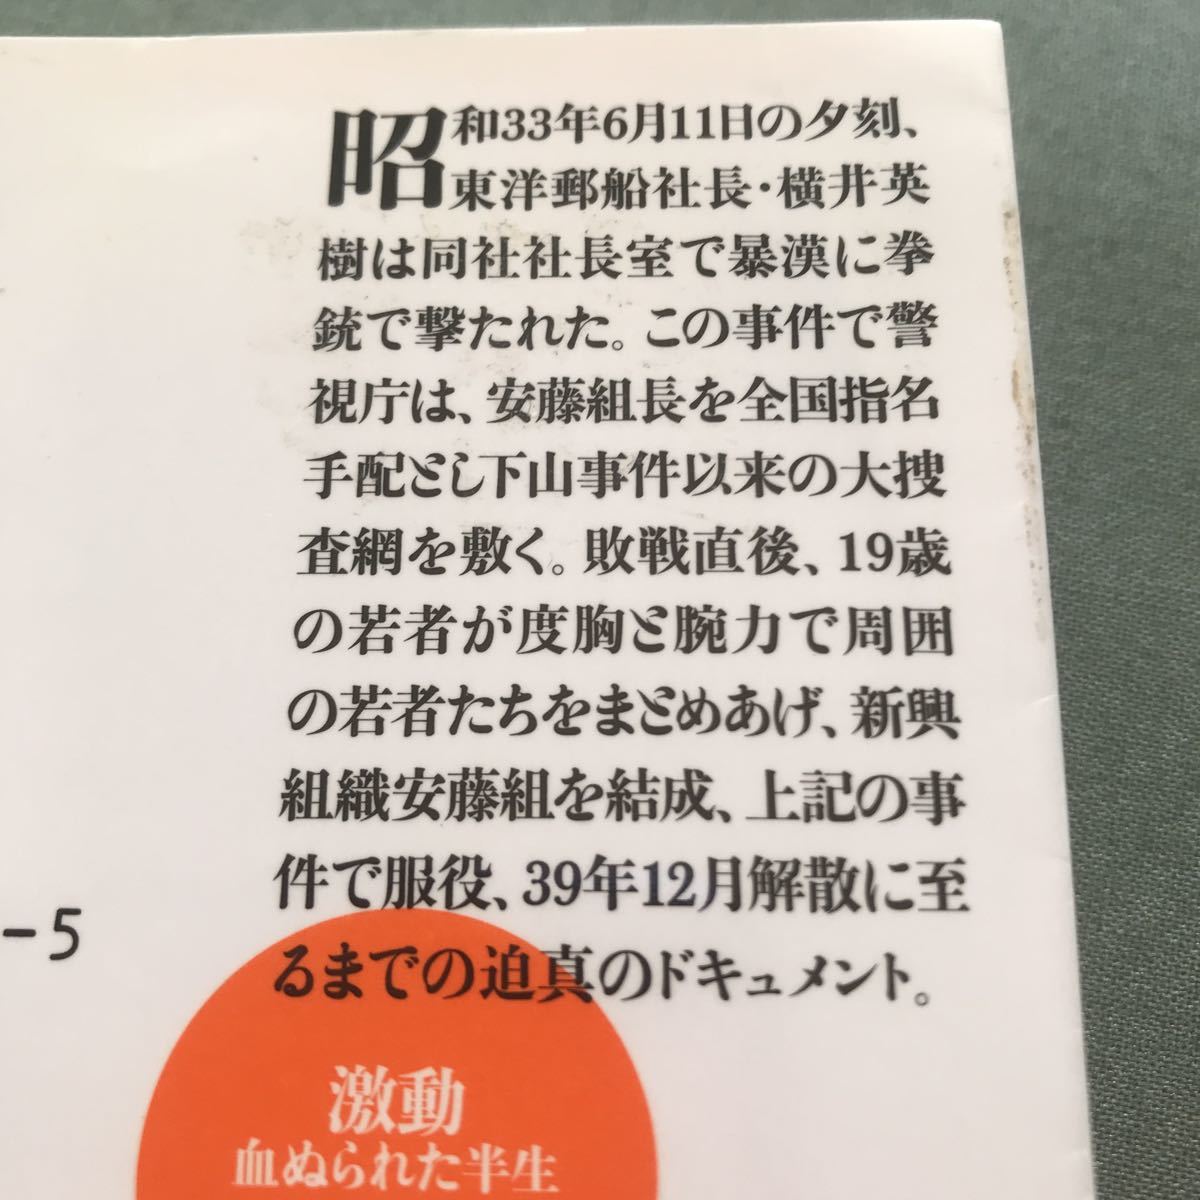 昭和33年6月11日の夕刻、
東洋郵船社長・横井英
樹は同社社長室で暴漢に拳
銃で撃たれた。この事件で警
視庁は、安藤組長を全国指名
手配とし下山事件以来の大捜
査網を敷く。敗戦直後、19歳
の若者が度胸と腕力で周囲
の若者たちをまとめあげ、新興
組織安藤組を結成、上記の事
件で服役、39年12月解散に至
るまでの迫真のドキュメント。
-5
激動
血ぬられた半生